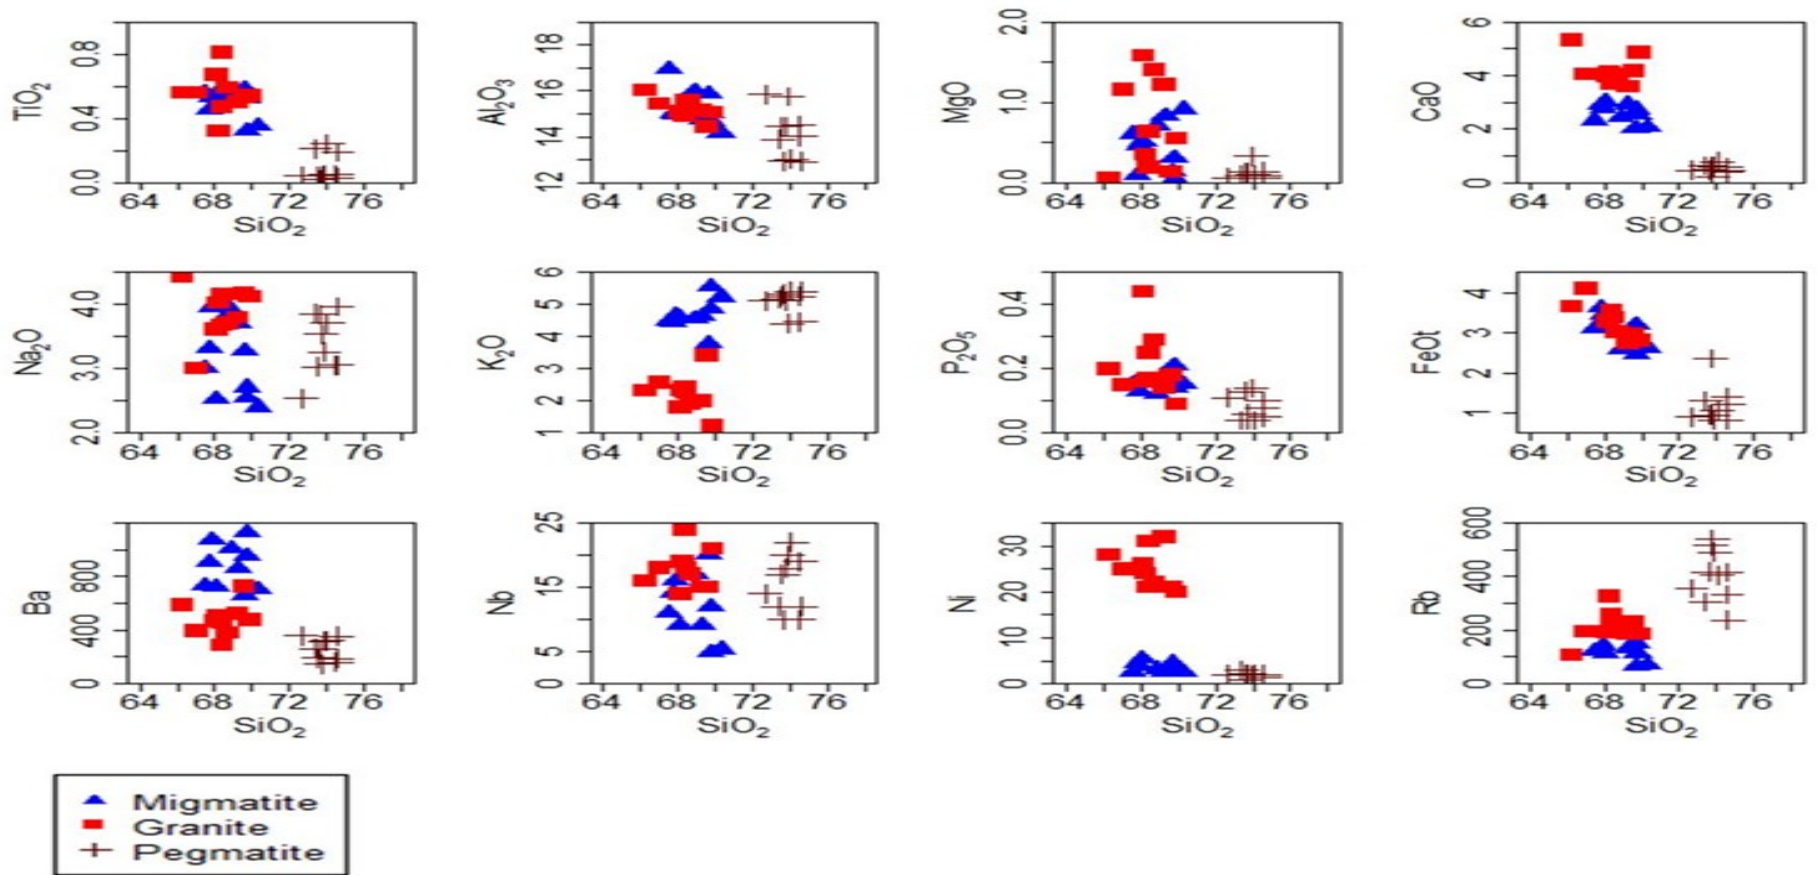 TiO₂
0.0 0.4 0.8
64 68 72 76
SiO₂
Al₂O₃
12 14 16 18
64 68 72 76
SiO₂
MgO
0.0 1.0 2.0
64 68 72 76
SiO₂
CaO
0 2 4 6
64 68 72 76
SiO₂
Na₂O
2.0 3.0 4.0
64 68 72 76
SiO₂
K₂O
1 2 3 4 5 6
64 68 72 76
SiO₂
P₂O₅
0.0 0.2 0.4
64 68 72 76
SiO₂
FeOt
1 2 3 4
64 68 72 76
SiO₂
Ba
0 400 800
64 68 72 76
SiO₂
Nb
0 5 15 25
64 68 72 76
SiO₂
Ni
0 10 20 30
64 68 72 76
SiO₂
Rb
0 200 400 600
64 68 72 76
SiO₂
Migmatite
Granite
Pegmatite